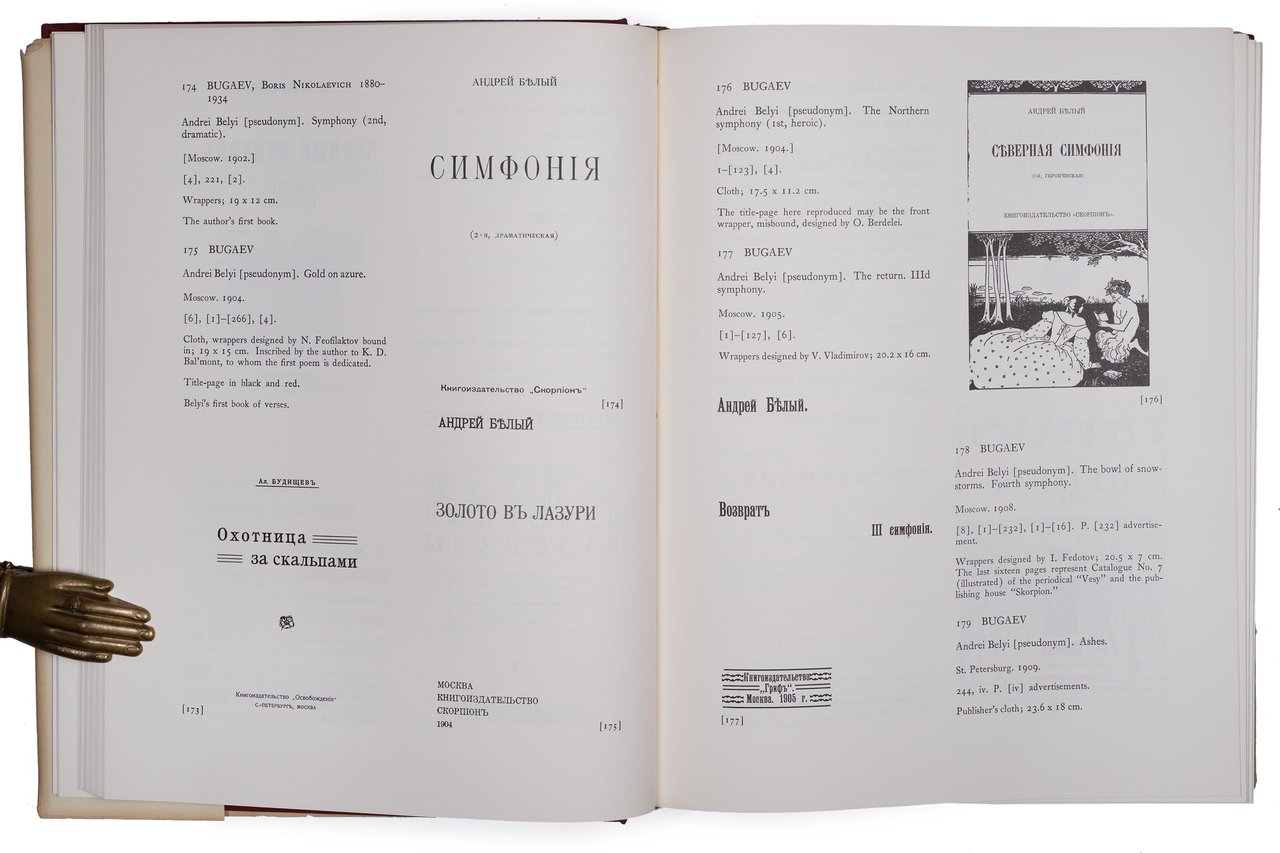 174 BUGAEV, Boris Nikolaevich 1880–
1934
Andrei Belyi [pseudonym]. Symphony (2nd,
dramatic).
[Moscow. 1902.]
[4], 221, [2].
Wrappers; 19 x 12 cm.
The author's first book.
175 BUGAEV
Andrei Belyi [pseudonym]. Gold on azure.
Moscow. 1904.
[6], [1]–[266], [4].
Cloth, wrappers designed by N. Feofilaktov bound
in; 19 x 15 cm. Inscribed by the author to K. D.
Bal'mont, to whom the first poem is dedicated.
Title-page in black and red.
Belyi's first book of verses.
Ал. БУДИЩЕВЪ
Охотница
за скальпами
Книгоиздательство „Освобожденіе“
С.-ПЕТЕРБУРГЪ, МОСКВА
[173]
АНДРЕЙ БѢЛЫЙ
СИМФОНІЯ
(2-я, ДРАМАТИЧЕСКАЯ)
Книгоиздательство „Скорпіонъ“
[174]
АНДРЕЙ БѢЛЫЙ
ЗОЛОТО ВЪ ЛАЗУРИ
МОСКВА
КНИГОИЗДАТЕЛЬСТВО
СКОРПІОНЪ
1904
[175]
176 BUGAEV
Andrei Belyi [pseudonym]. The Northern
symphony (1st, heroic).
[Moscow. 1904.]
1–[123], [4].
Cloth; 17.5 x 11.2 cm.
The title-page here reproduced may be the front
wrapper, misbound, designed by O. Berdelei.
177 BUGAEV
Andrei Belyi [pseudonym]. The return. IIId
symphony.
Moscow. 1905.
[1]–[127], [6].
Wrappers designed by V. Vladimirov; 20.2 x 16 cm.
Андрей Бѣлый.
Возвратъ
III симфонія.
Книгоиздательство
„Грифъ“.
Москва. 1905 г.
[177]
АНДРЕЙ БѢЛЫЙ
СѢВЕРНАЯ СИМФОНІЯ
(1-Я, ГЕРОИЧЕСКАЯ)
КНИГОИЗДАТЕЛЬСТВО «СКОРПІОНЪ».
[176]
178 BUGAEV
Andrei Belyi [pseudonym]. The bowl of snow-
storms. Fourth symphony.
Moscow. 1908.
[8], [1]–[232], [1]–[16]. P. [232] advertise-
ment.
Wrappers designed by I. Fedotov; 20.5 x 7 cm.
The last sixteen pages represent Catalogue No. 7
(illustrated) of the periodical "Vesy" and the pub-
lishing house "Skorpion."
179 BUGAEV
Andrei Belyi [pseudonym]. Ashes.
St. Petersburg. 1909.
244, iv. P. [iv] advertisements.
Publisher's cloth; 23.6 x 18 cm.